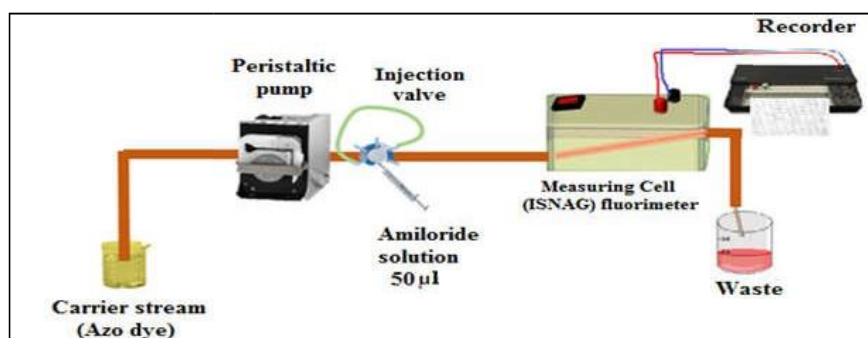 Recorder
Peristaltic
pump
Injection
valve
Measuring Cell
(ISNAG) fluorimeter
Amiloride
solution
50 µl
Carrier stream
(Azo dye)
Waste